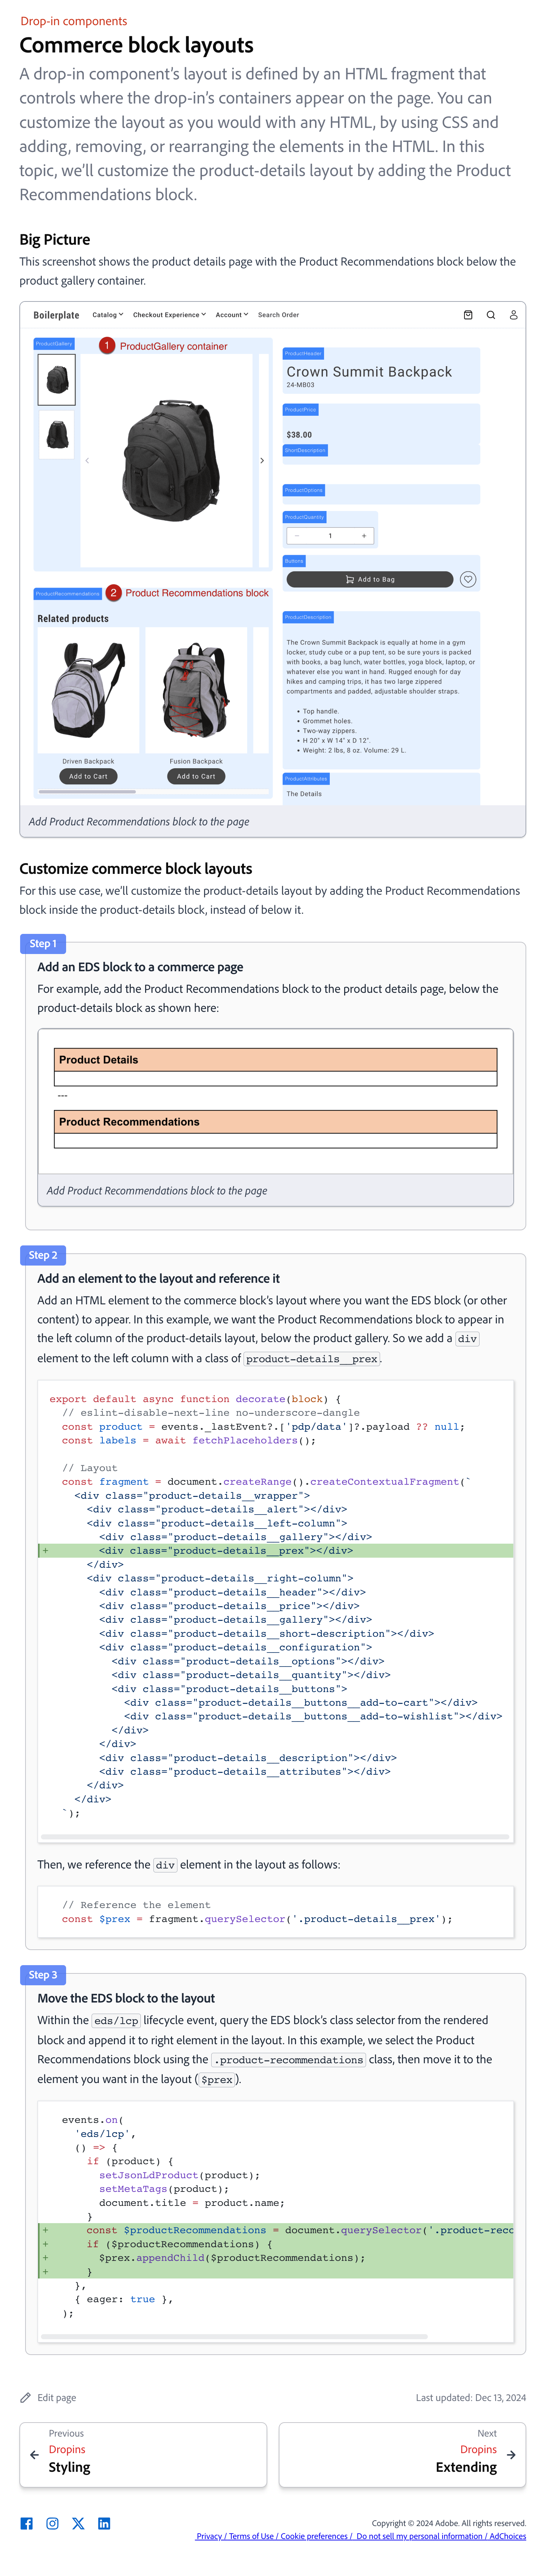 Drop-in components
Commerce block layouts
A drop-in component's layout is defined by an HTML fragment that
controls where the drop-in's containers appear on the page. You can
customize the layout as you would with any HTML, by using CSS and
adding, removing, or rearranging the elements in the HTML. In this
topic, we'll customize the product-details layout by adding the Product
Recommendations block.
Big Picture
This screenshot shows the product details page with the Product Recommendations block below the
product gallery container.
Boilerplate Catalog Checkout Experience Account Search Order
ProductGallery
1 ProductGallery container
ProductHeader
Crown Summit Backpack
24-MB03
ProductPrice
$38.00
ShortDescription
ProductOptions
ProductQuantity
− 1 +
Buttons
Add to Bag
ProductRecommendations 2 Product Recommendations block
Related products
Driven Backpack Fusion Backpack
Add to Cart Add to Cart
ProductDescription
The Crown Summit Backpack is equally at home in a gym
locker, study cube or a pup tent, so be sure yours is packed
with books, a bag lunch, water bottles, yoga block, laptop, or
whatever else you want in hand. Rugged enough for day
hikes and camping trips, it has two large zippered
compartments and padded, adjustable shoulder straps.
• Top handle.
• Grommet holes.
• Two-way zippers.
• H 20" x W 14" x D 12".
• Weight: 2 lbs, 8 oz. Volume: 29 L.
ProductAttributes
The Details
Add Product Recommendations block to the page
Customize commerce block layouts
For this use case, we'll customize the product-details layout by adding the Product Recommendations
block inside the product-details block, instead of below it.
Step 1
Add an EDS block to a commerce page
For example, add the Product Recommendations block to the product details page, below the
product-details block as shown here:
Product Details
---
Product Recommendations
Add Product Recommendations block to the page
Step 2
Add an element to the layout and reference it
Add an HTML element to the commerce block's layout where you want the EDS block (or other
content) to appear. In this example, we want the Product Recommendations block to appear in
the left column of the product-details layout, below the product gallery. So we add a div
element to the left column with a class of product-details__prex.
export default async function decorate(block) {
// eslint-disable-next-line no-underscore-dangle
const product = events._lastEvent?.['pdp/data']?.payload ?? null;
const labels = await fetchPlaceholders();
// Layout
const fragment = document.createRange().createContextualFragment(`
<div class="product-details__wrapper">
<div class="product-details__alert"></div>
<div class="product-details__left-column">
<div class="product-details__gallery"></div>
+ <div class="product-details__prex"></div>
</div>
<div class="product-details__right-column">
<div class="product-details__header"></div>
<div class="product-details__price"></div>
<div class="product-details__gallery"></div>
<div class="product-details__short-description"></div>
<div class="product-details__configuration">
<div class="product-details__options"></div>
<div class="product-details__quantity"></div>
<div class="product-details__buttons">
<div class="product-details__buttons__add-to-cart"></div>
<div class="product-details__buttons__add-to-wishlist"></div>
</div>
</div>
<div class="product-details__description"></div>
<div class="product-details__attributes"></div>
</div>
</div>
`);
Then, we reference the div element in the layout as follows:
// Reference the element
const $prex = fragment.querySelector('.product-details__prex');
Step 3
Move the EDS block to the layout
Within the eds/lcp lifecycle event, query the EDS block's class selector from the rendered
block and append it to right element in the layout. In this example, we select the Product
Recommendations block using the .product-recommendations class, then move it to the
element you want in the layout ($prex).
events.on(
'eds/lcp',
() => {
if (product) {
setJsonLdProduct(product);
setMetaTags(product);
document.title = product.name;
}
+ const $productRecommendations = document.querySelector('.product-reco
+ if ($productRecommendations) {
+ $prex.appendChild($productRecommendations);
+ }
},
{ eager: true },
);
Edit page Last updated: Dec 13, 2024
Previous
Dropins
Styling
Next
Dropins
Extending
Copyright © 2024 Adobe. All rights reserved.
Privacy / Terms of Use / Cookie preferences / Do not sell my personal information / AdChoices